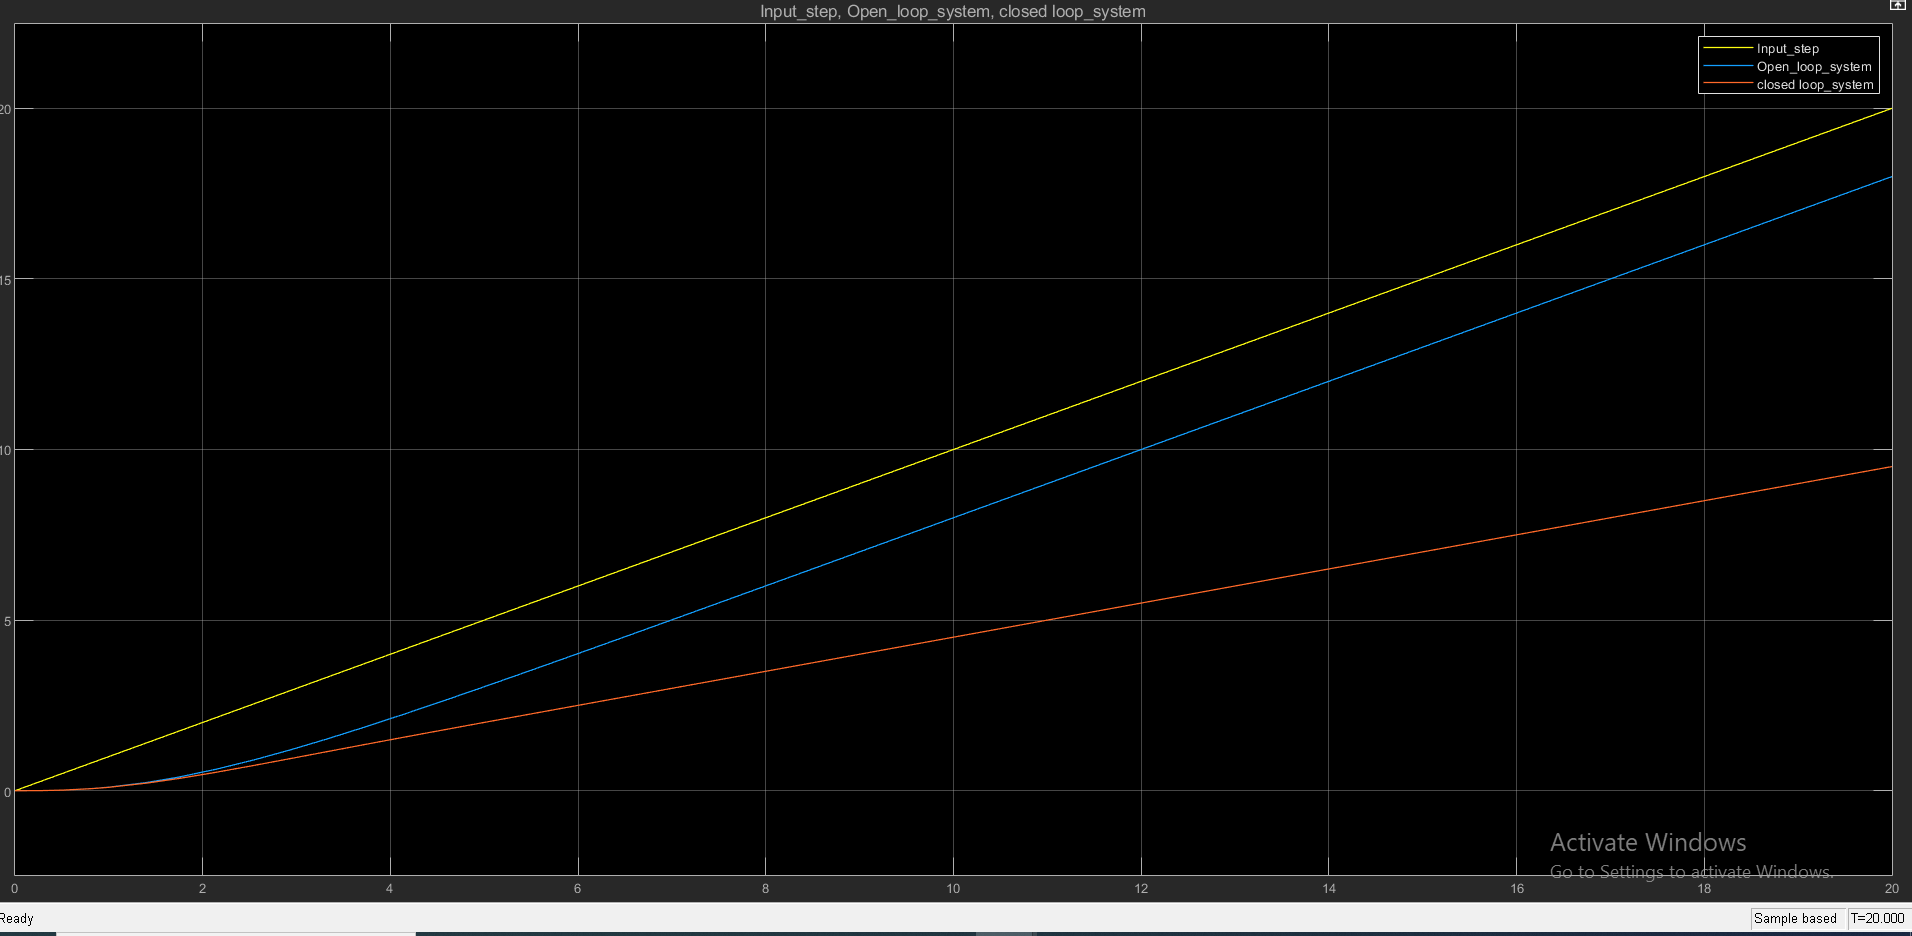 Input_step, Open_loop_system, closed loop_system
Input_step
Open_loop_system
closed loop_system
20
15
10
5
0
0 2 4 6 8 10 12 14 16 18 20
Activate Windows
Go to Settings to activate Windows.
Ready
Sample based T=20.000